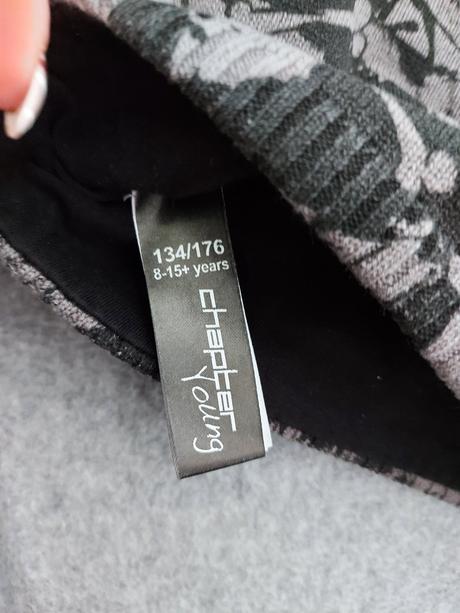 134/176
8-15+ years
chapter
Young